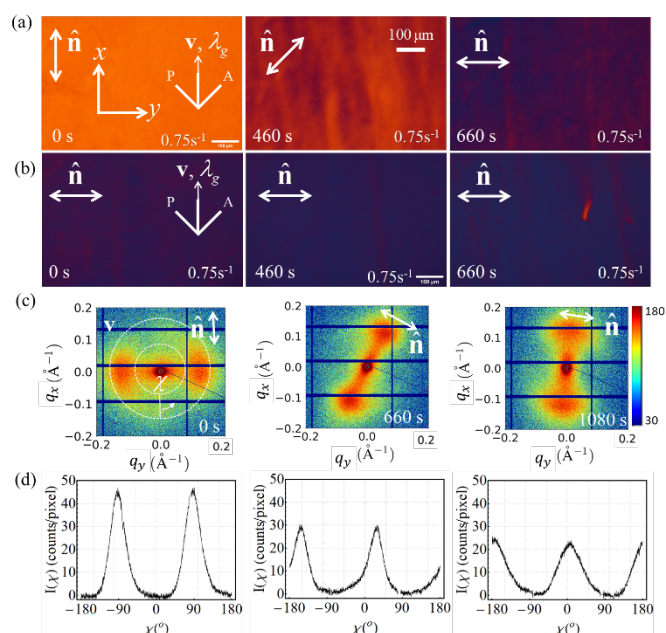 (a)
n̂
x
y
v, λg
P
A
0 s
0.75s⁻¹
100 μm
n̂
100 μm
460 s
0.75s⁻¹
n̂
660 s
0.75s⁻¹
(b)
n̂
v, λg
P
A
0 s
0.75s⁻¹
n̂
460 s
0.75s⁻¹
100 μm
n̂
660 s
0.75s⁻¹
(c)
0.2
0.1
0.0
-0.1
-0.2
qx (Å⁻¹)
v
n̂
χ
0 s
0.0
0.2
qy (Å⁻¹)
0.2
0.1
0.0
-0.1
-0.2
qx (Å⁻¹)
n̂
660 s
0.0
0.2
qy (Å⁻¹)
0.2
0.1
0.0
-0.1
-0.2
qx (Å⁻¹)
n̂
1080 s
0.0
0.2
qy (Å⁻¹)
180
30
(d)
I(χ) (counts/pixel)
50
40
30
20
10
0
−180 −90 0 90 180
χ(°)
I(χ) (counts/pixel)
50
40
30
20
10
0
−180 −90 0 90 180
χ(°)
I(χ) (counts/pixel)
50
40
30
20
10
0
−180 −90 0 90 180
χ(°)